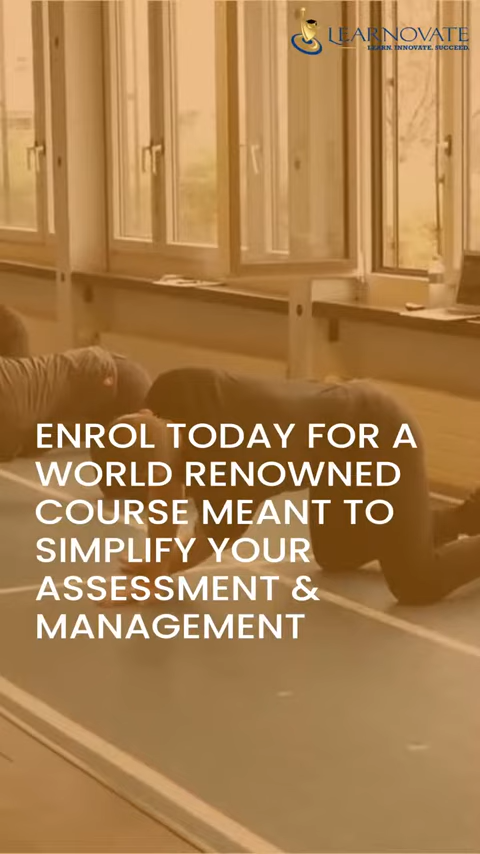 LEARNOVATE
LEARN. INNOVATE. SUCCEED.
ENROL TODAY FOR A
WORLD RENOWNED
COURSE MEANT TO
SIMPLIFY YOUR
ASSESSMENT &
MANAGEMENT